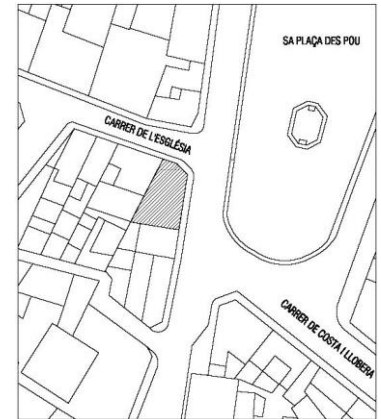 SA PLAÇA DES POU
CARRER DE L'ESGLÉSIA
CARRER DE COSTA I LLOBERA